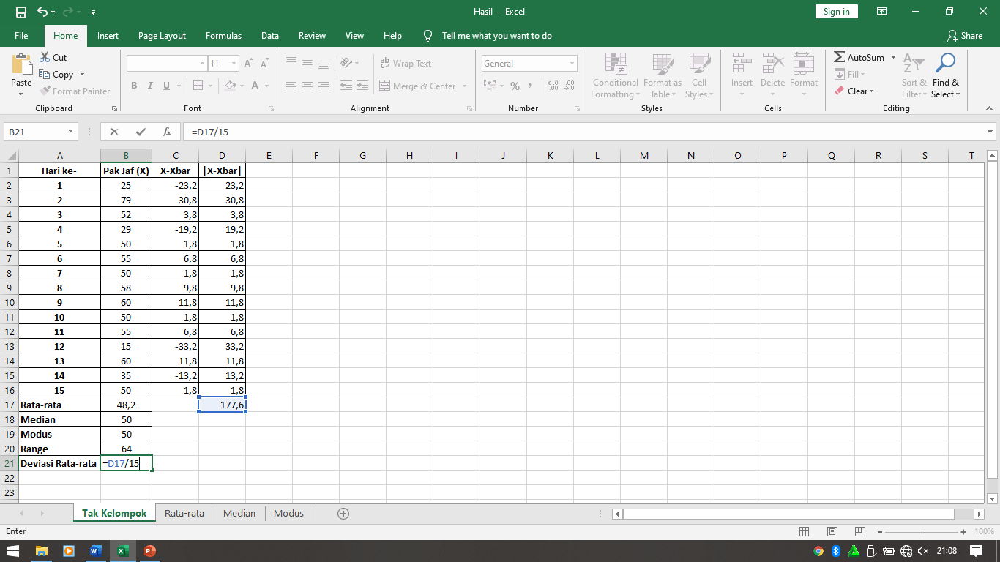 Hasil - Excel
Sign in
File Home Insert Page Layout Formulas Data Review View Help Tell me what you want to do Share
Paste
Cut
Copy
Format Painter
Clipboard
11
B I U
A A
A
Font
ab Wrap Text
Merge & Center
Alignment
General
% , ,00 ,0
Number
Conditional Formatting
Format as Table
Cell Styles
Styles
Insert Delete Format
Cells
AutoSum
Fill
Clear
Sort & Filter
Find & Select
Editing
B21 fx =D17/15
A B C D E F G H I J K L M N O P Q R S T
1 Hari ke- Pak Jaf (X) X-Xbar |X-Xbar|
2 1 25 -23,2 23,2
3 2 79 30,8 30,8
4 3 52 3,8 3,8
5 4 29 -19,2 19,2
6 5 50 1,8 1,8
7 6 55 6,8 6,8
8 7 50 1,8 1,8
9 8 58 9,8 9,8
10 9 60 11,8 11,8
11 10 50 1,8 1,8
12 11 55 6,8 6,8
13 12 15 -33,2 33,2
14 13 60 11,8 11,8
15 14 35 -13,2 13,2
16 15 50 1,8 1,8
17 Rata-rata 48,2 177,6
18 Median 50
19 Modus 50
20 Range 64
21 Deviasi Rata-rata =D17/15
22
23
Tak Kelompok Rata-rata Median Modus
Enter 100%
21:08